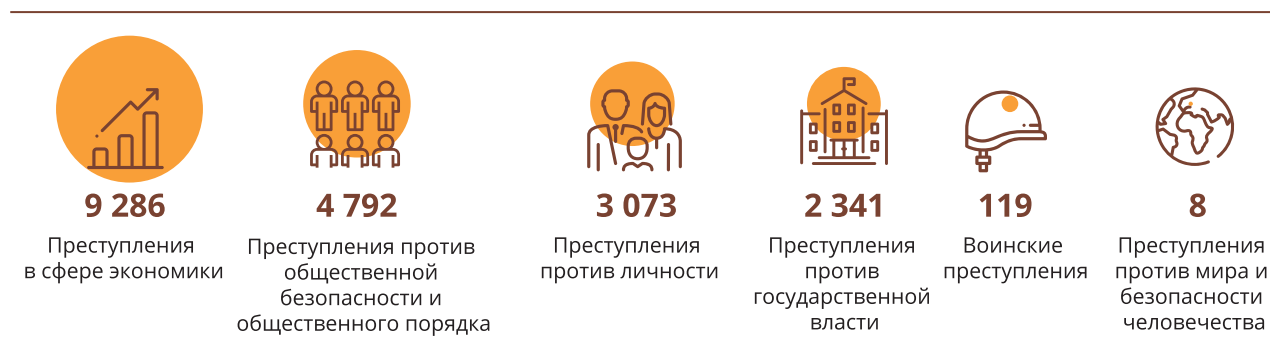 9 286
Преступления
в сфере экономики
4 792
Преступления против
общественной
безопасности и
общественного порядка
3 073
Преступления
против личности
2 341
Преступления
против
государственной
власти
119
Воинские
преступления
8
Преступления
против мира и
безопасности
человечества